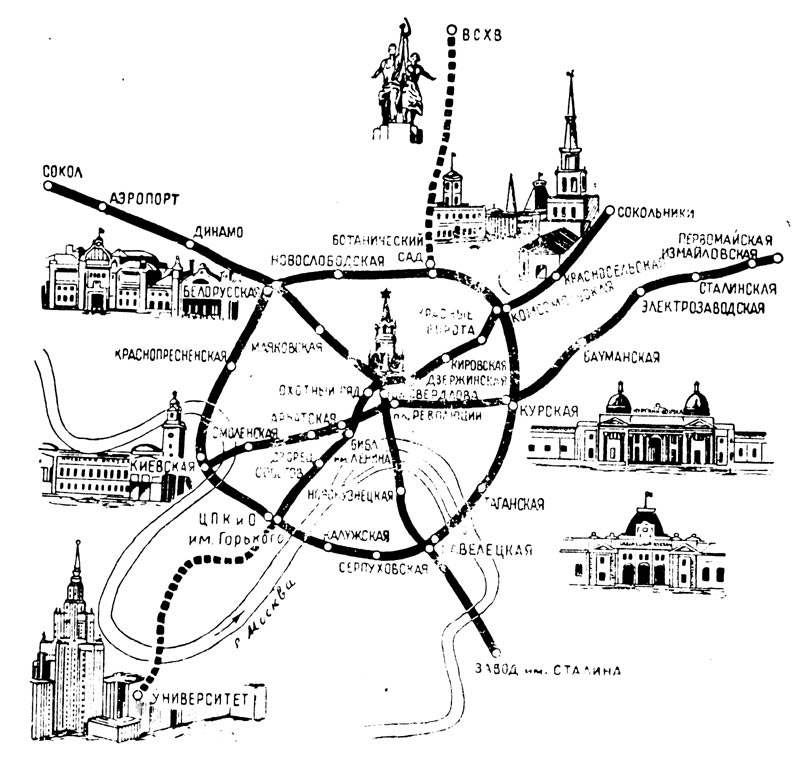 ВСХВ
СОКОЛ
АЭРОПОРТ
ДИНАМО
СОКОЛЬНИКИ
БОТАНИЧЕСКИЙ
САД
НОВОСЛОБОДСКАЯ
ПЕРВОМАЙСКАЯ
ИЗМАЙЛОВСКАЯ
КРАСНОСЕЛЬСКАЯ
СТАЛИНСКАЯ
БЕЛОРУССКАЯ
КОМСОМОЛЬСКАЯ
ЭЛЕКТРОЗАВОДСКАЯ
КРАСНЫЕ
ВОРОТА
МАЯКОВСКАЯ
КРАСНОПРЕСНЕНСКАЯ
БАУМАНСКАЯ
КИРОВСКАЯ
ДЗЕРЖИНСКАЯ
ОХОТНЫЙ РЯД
СВЕРДЛОВА
АРБАТСКАЯ
ПЛ. РЕВОЛЮЦИИ
КУРСКАЯ
СМОЛЕНСКАЯ
КИЕВСКАЯ
ДВОРЕЦ
СОВЕТОВ
БИБЛ.
им. ЛЕНИНА
НОВОКУЗНЕЦКАЯ
ТАГАНСКАЯ
ЦПК и О
им. Горького
КАЛУЖСКАЯ
СЕРПУХОВСКАЯ
ПАВЕЛЕЦКАЯ
р. Москва
ЗАВОД им. СТАЛИНА
УНИВЕРСИТЕТ